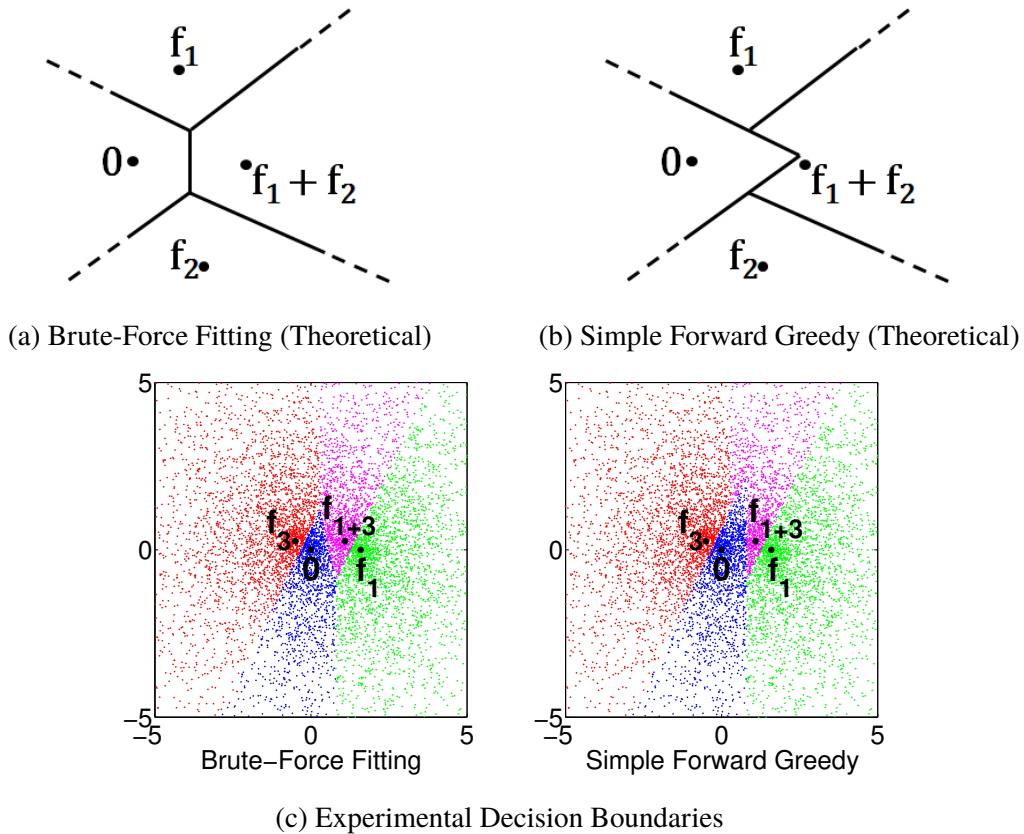 f₁
0
f₁ + f₂
f₂
f₁
0
f₁ + f₂
f₂
(a) Brute-Force Fitting (Theoretical)
(b) Simple Forward Greedy (Theoretical)
5
0
−5
−5
0
5
f₃
f₁₊₃
0
f₁
Brute−Force Fitting
5
0
−5
−5
0
5
f₃
f₁₊₃
0
f₁
Simple Forward Greedy
(c) Experimental Decision Boundaries